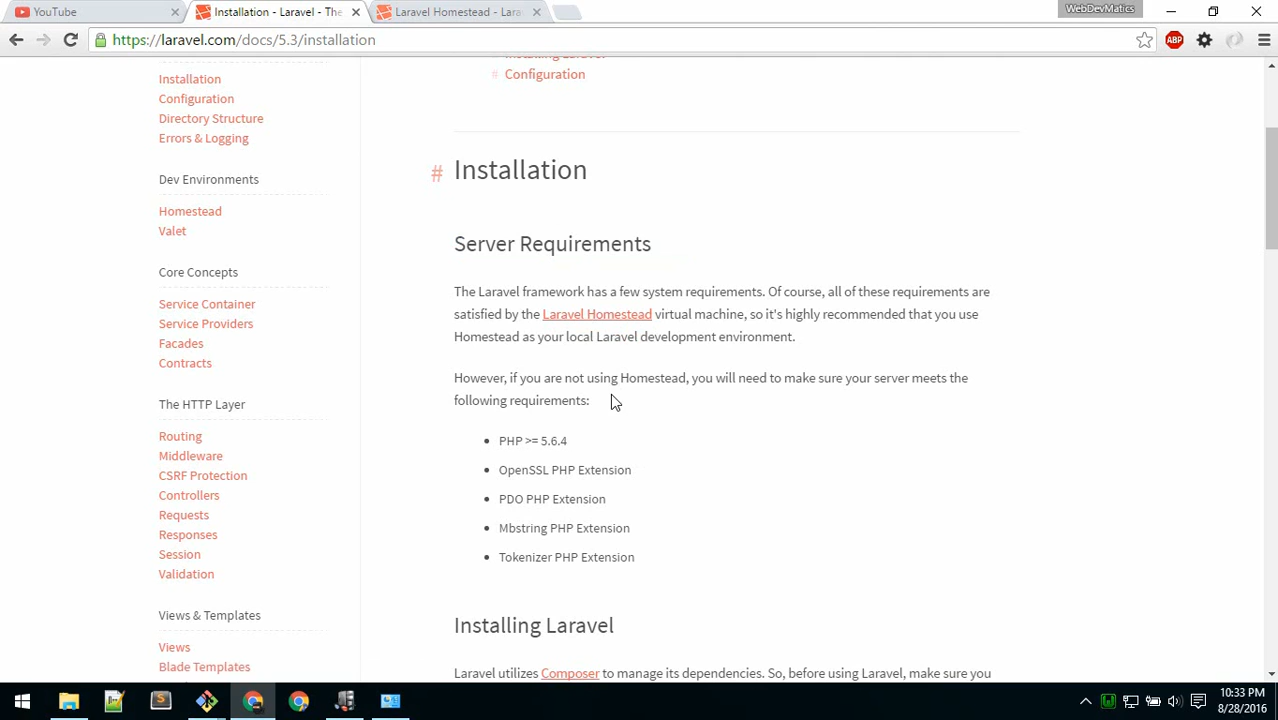 YouTube
Installation - Laravel - The
Laravel Homestead - Lara
WebDevMatics
https://laravel.com/docs/5.3/installation
ABP
# Configuration
Installation
Configuration
Directory Structure
Errors & Logging
Dev Environments
Homestead
Valet
Core Concepts
Service Container
Service Providers
Facades
Contracts
The HTTP Layer
Routing
Middleware
CSRF Protection
Controllers
Requests
Responses
Session
Validation
Views & Templates
Views
Blade Templates
# Installation
Server Requirements
The Laravel framework has a few system requirements. Of course, all of these requirements are
satisfied by the Laravel Homestead virtual machine, so it's highly recommended that you use
Homestead as your local Laravel development environment.
However, if you are not using Homestead, you will need to make sure your server meets the
following requirements:
PHP >= 5.6.4
OpenSSL PHP Extension
PDO PHP Extension
Mbstring PHP Extension
Tokenizer PHP Extension
Installing Laravel
Laravel utilizes Composer to manage its dependencies. So, before using Laravel, make sure you
10:33 PM
8/28/2016